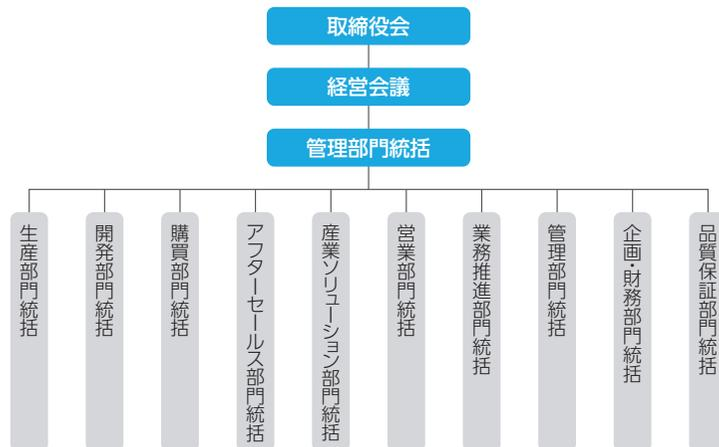 取締役会
経営会議
管理部門統括
生産部門統括
開発部門統括
購買部門統括
アフターセールス部門統括
産業ソリューション部門統括
営業部門統括
業務推進部門統括
管理部門統括
企画・財務部門統括
品質保証部門統括